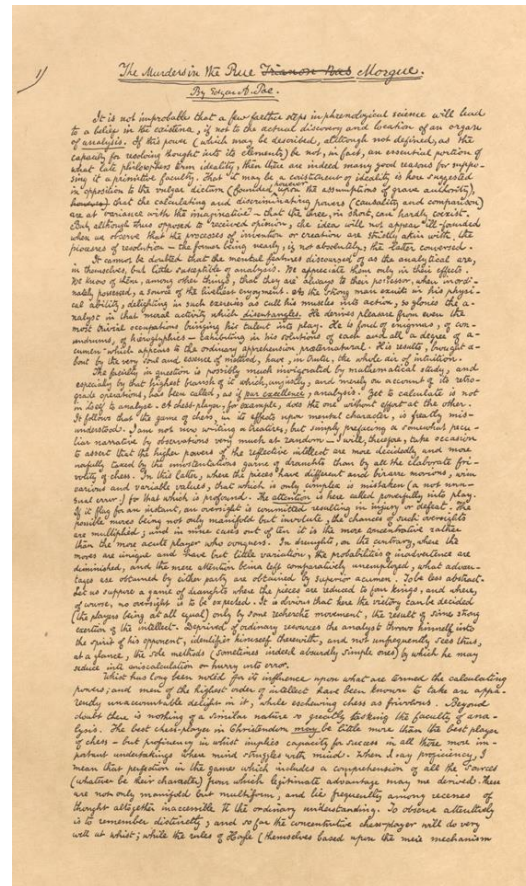 1)
The Murders in the Rue Trianon Bas Morgue.
By Edgar A. Poe.
It is not improbable that a few farther steps in phrenological science will lead
to a belief in the existence, if not to the actual discovery and location of an organ
of analysis. If this power (which may be described, although not defined, as the
capacity for resolving thought into its elements) be not, in fact, an essential portion of
what late philosophers term ideality, then there are indeed many good reasons for suppo-
sing it a primitive faculty. That it may be a constituent of ideality is here suggested
in opposition to the vulgar dictum (founded, however, upon the assumptions of grave authority),
however) that the calculating and discriminating powers (causality and comparison)
are at variance with the imaginative – that the three, in short, can hardly coexist.
But, although thus opposed to received opinion, the idea will not appear ill-founded
when we observe that the processes of invention or creation are strictly akin with the
processes of resolution – the former being nearly, if not absolutely, the latter conversed.
It cannot be doubted that the mental features discoursed of as the analytical are,
in themselves, but little susceptible of analysis. We appreciate them only in their effects.
We know of them, among other things, that they are always to their possessor, when inordi-
nately possessed, a source of the liveliest enjoyment. As the strong man exults in his physi-
cal ability, delighting in such exercises as call his muscles into action, so glories the a-
nalyst in that moral activity which disentangles. He derives pleasure from even the
most trivial occupations bringing his talent into play. He is fond of enigmas, of con-
undrums, of hieroglyphics – exhibiting in his solutions of each and all a degree of a-
cumen which appears to the ordinary apprehension præternatural. His results, brought a-
bout by the very soul and essence of method, have, in truth, the whole air of intuition.
The faculty in question is possibly much invigorated by mathematical study, and
especially by that highest branch of it which, unjustly, and merely on account of its retro-
grade operations, has been called, as if par excellence, analysis. Yet to calculate is not
in itself to analyse. A chess-player, for example, does the one without effort at the other.
It follows that the game of chess, in its effects upon mental character, is greatly mis-
understood. I am not now writing a treatise, but simply prefacing a somewhat pecu-
liar narrative by observations very much at random – I will, therefore, take occasion
to assert that the higher powers of the reflective intellect are more decidedly and more
usefully tasked by the unostentatious game of draughts than by all the elaborate fri-
volity of chess. In this latter, where the pieces have different and bizarre motions, with
various and variable values, that which is only complex is mistaken (a not unu-
sual error) for that which is profound. The attention is here called powerfully into play.
If it flag for an instant, an oversight is committed resulting in injury or defeat. The
possible moves being not only manifold but involute, the chances of such oversights
are multiplied; and in nine cases out of ten it is the more concentrative rather
than the more acute player who conquers. In draughts, on the contrary, where the
moves are unique and have but little variation, the probabilities of inadvertence are
diminished, and the mere attention being left comparatively unemployed, what advan-
tages are obtained by either party are obtained by superior acumen. To be less abstract.
Let us suppose a game of draughts where the pieces are reduced to four kings, and where,
of course, no oversight is to be expected. It is obvious that here the victory can be decided
(the players being at all equal) only by some recherché movement, the result of some strong
exertion of the intellect. Deprived of ordinary resources the analyst throws himself into
the spirit of his opponent, identifies himself therewith, and not unfrequently sees thus,
at a glance, the sole methods (sometimes indeed absurdly simple ones) by which he may
seduce into miscalculation or hurry into error.
Whist has long been noted for its influence upon what are termed the calculating
powers; and men of the highest order of intellect have been known to take an appa-
rently unaccountable delight in it, while eschewing chess as frivolous. Beyond
doubt there is nothing of a similar nature so greatly tasking the faculty of ana-
lysis. The best chess-player in Christendom may be little more than the best player
of chess – but proficiency in whist implies capacity for success in all those more im-
portant undertakings where mind struggles with mind. When I say proficiency, I
mean that perfection in the game which includes a comprehension of all the sources
(whatever be their character) from which legitimate advantage may be derived. These
are not only manifold but multiform, and lie frequently among recesses of
thought altogether inaccessible to the ordinary understanding. To observe attentively
is to remember distinctly; and so far the concentrative chess-player will do very
well at whist; while the rules of Hoyle (themselves based upon the mere mechanism